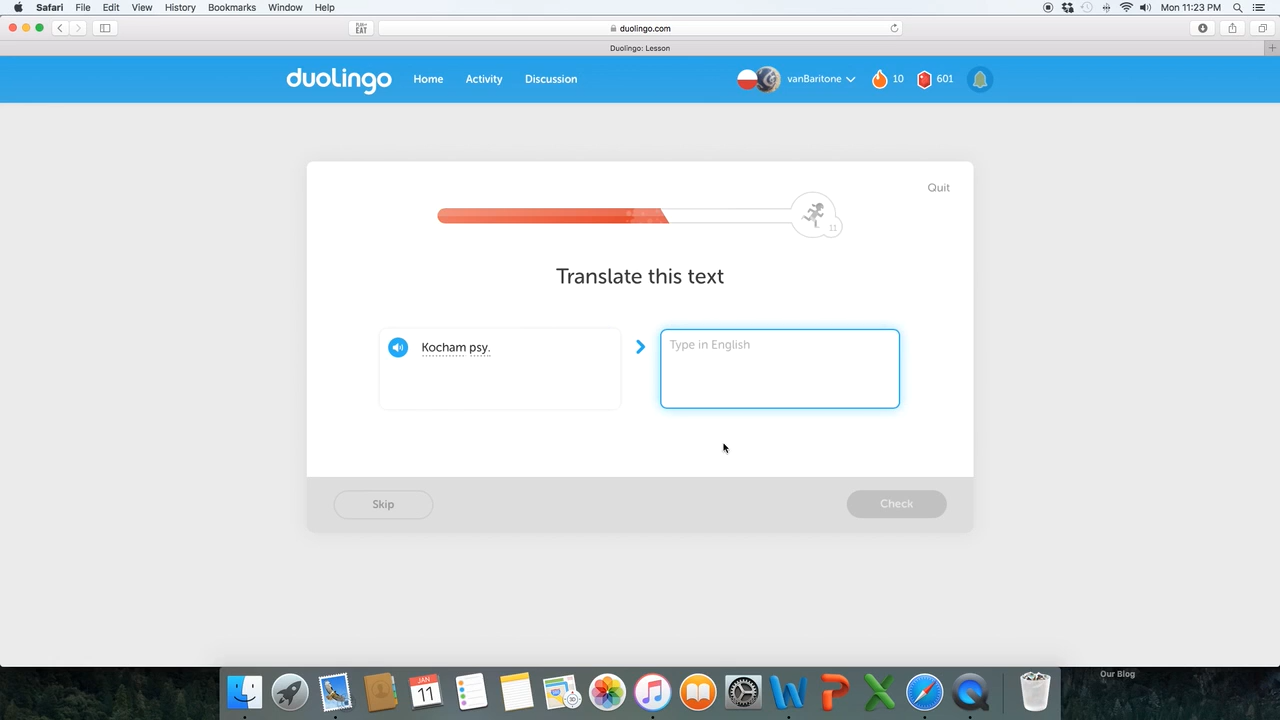 Safari File Edit View History Bookmarks Window Help Mon 11:23 PM
duolingo.com
Duolingo: Lesson
duolingo Home Activity Discussion vanBaritone 10 601
Quit
11
Translate this text
Kocham psy.
Type in English
Skip Check
Our Blog
JAN
11